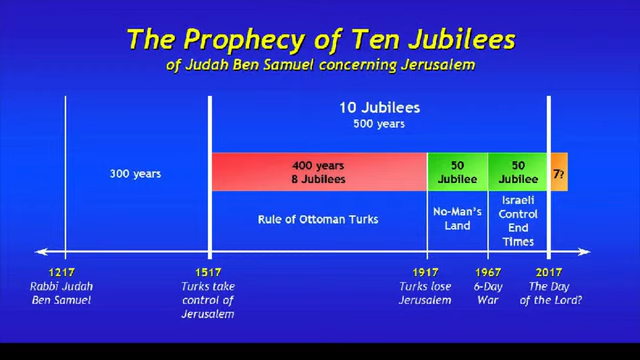 The Prophecy of Ten Jubilees
of Judah Ben Samuel concerning Jerusalem
10 Jubilees
500 years
300 years
400 years
8 Jubilees
50
Jubilee
50
Jubilee
7?
Rule of Ottoman Turks
No-Man's
Land
Israeli
Control
End
Times
1217
Rabbi Judah
Ben Samuel
1517
Turks take
control of
Jerusalem
1917
Turks lose
Jerusalem
1967
6-Day
War
2017
The Day
of the Lord?